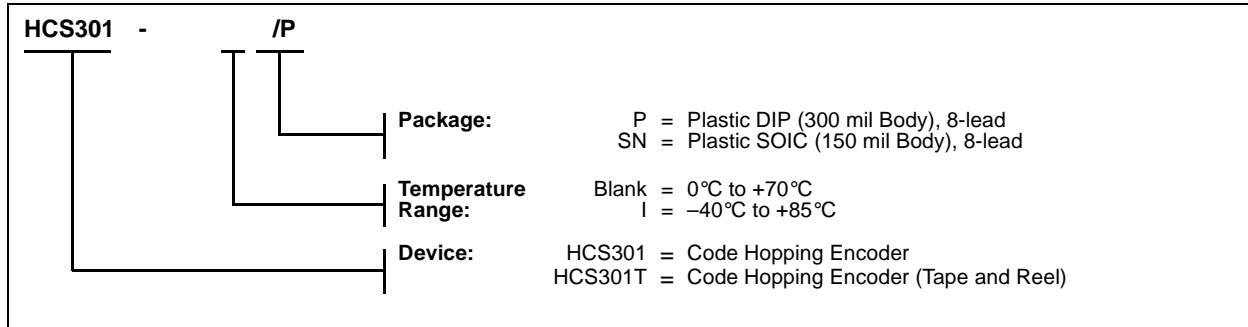 HCS301 - /P
Package: P = Plastic DIP (300 mil Body), 8-lead
SN = Plastic SOIC (150 mil Body), 8-lead
Temperature Blank = 0°C to +70°C
Range: I = –40°C to +85°C
Device: HCS301 = Code Hopping Encoder
HCS301T = Code Hopping Encoder (Tape and Reel)